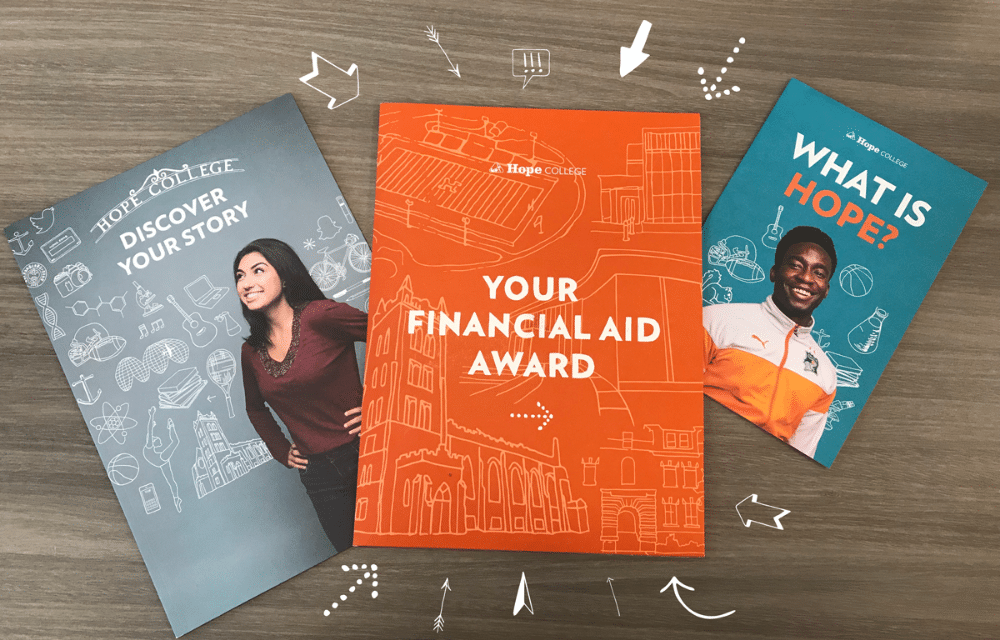 HOPE COLLEGE
DISCOVER
YOUR STORY
Hope COLLEGE
YOUR
FINANCIAL AID
AWARD
Hope COLLEGE
WHAT IS
HOPE?
!!!